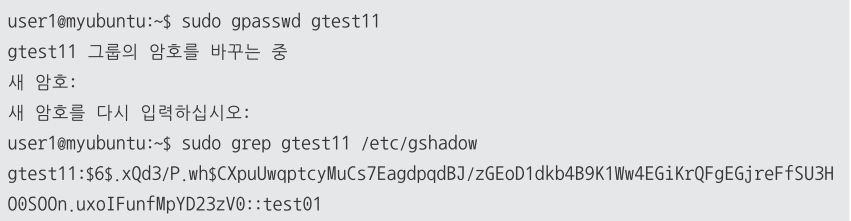 user1@myubuntu:~$ sudo gpasswd gtest11
gtest11 그룹의 암호를 바꾸는 중
새 암호:
새 암호를 다시 입력하십시오:
user1@myubuntu:~$ sudo grep gtest11 /etc/gshadow
gtest11:$6$.xQd3/P.wh$CXpuUwqptcyMuCs7EagdpqdBJ/zGEoD1dkb4B9K1Ww4EGiKrQFgEGjreFfSU3H
O0SOOn.uxoIFunfMpYD23zV0::test01